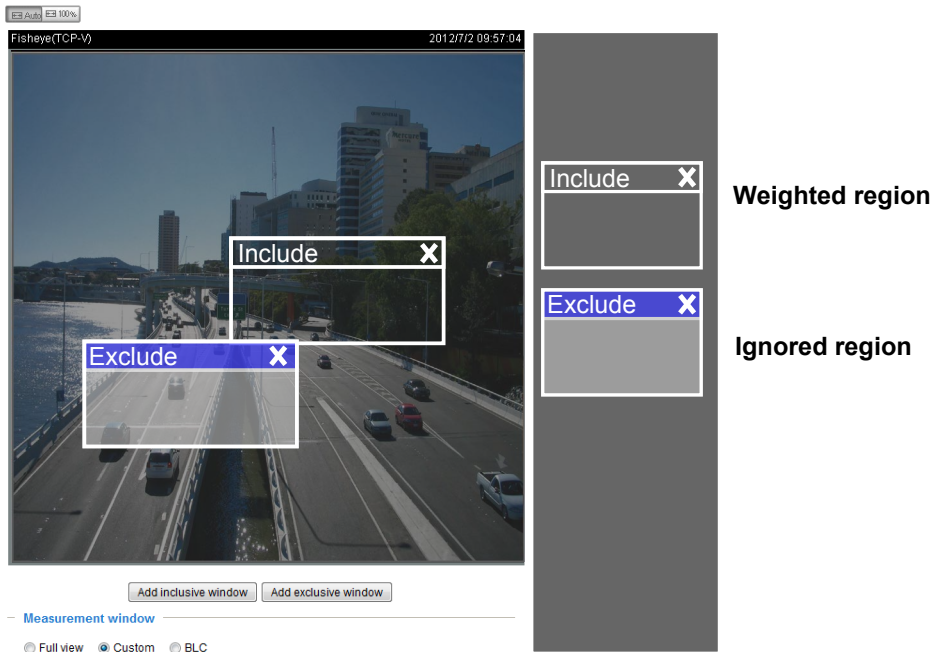 Auto 100%
Fisheye(TCP-V) 2012/7/2 09:57:04
Include
Exclude
Include
Weighted region
Exclude
Ignored region
Add inclusive window Add exclusive window
Measurement window
Full view Custom BLC